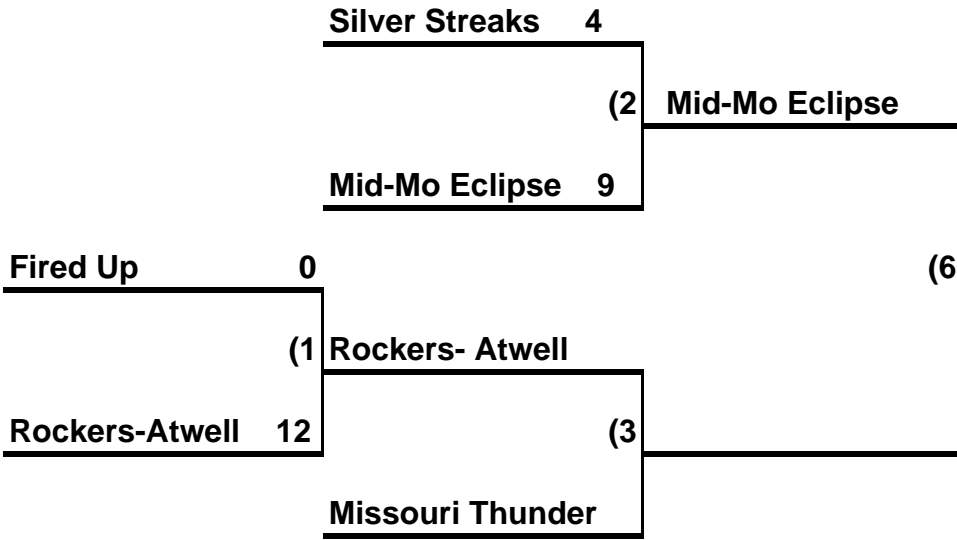 Silver Streaks 4
(2 Mid-Mo Eclipse
Mid-Mo Eclipse 9
Fired Up 0 (6
(1 Rockers- Atwell
Rockers-Atwell 12 (3
Missouri Thunder